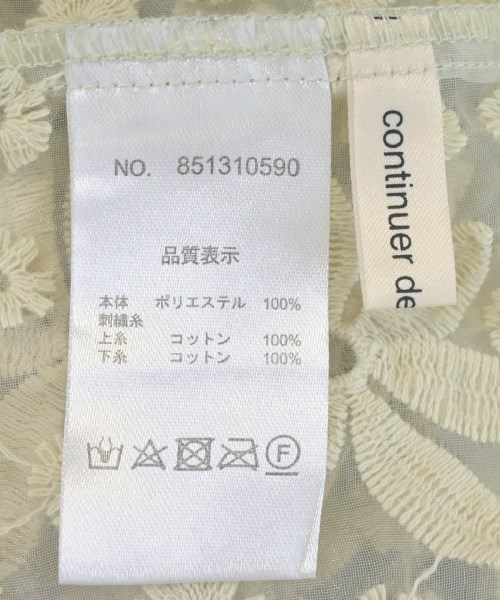 NO. 851310590
品質表示
本体 ポリエステル 100%
刺繍糸
上糸 コットン 100%
下糸 コットン 100%
F
continuer de